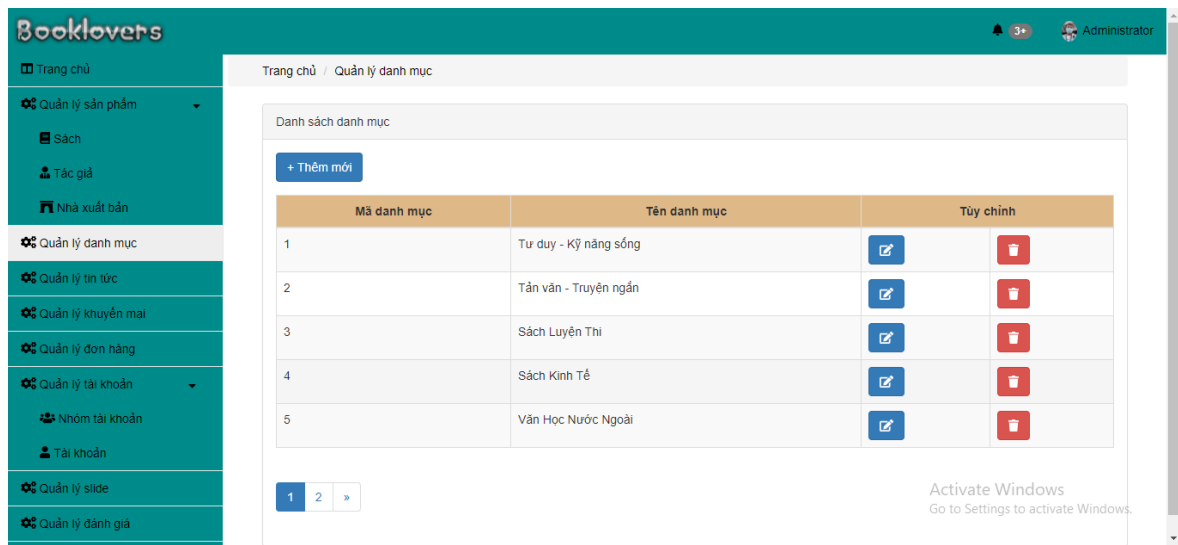 Booklovers
3+
Administrator
Trang chủ
Quản lý sản phẩm
Sách
Tác giả
Nhà xuất bản
Quản lý danh mục
Quản lý tin tức
Quản lý khuyến mại
Quản lý đơn hàng
Quản lý tài khoản
Nhóm tài khoản
Tài khoản
Quản lý slide
Quản lý đánh giá
Trang chủ / Quản lý danh mục
Danh sách danh mục
+ Thêm mới
Mã danh mục Tên danh mục Tùy chỉnh
1 Tư duy - Kỹ năng sống
2 Tản văn - Truyện ngắn
3 Sách Luyện Thi
4 Sách Kinh Tế
5 Văn Học Nước Ngoài
1 2 »
Activate Windows
Go to Settings to activate Windows.